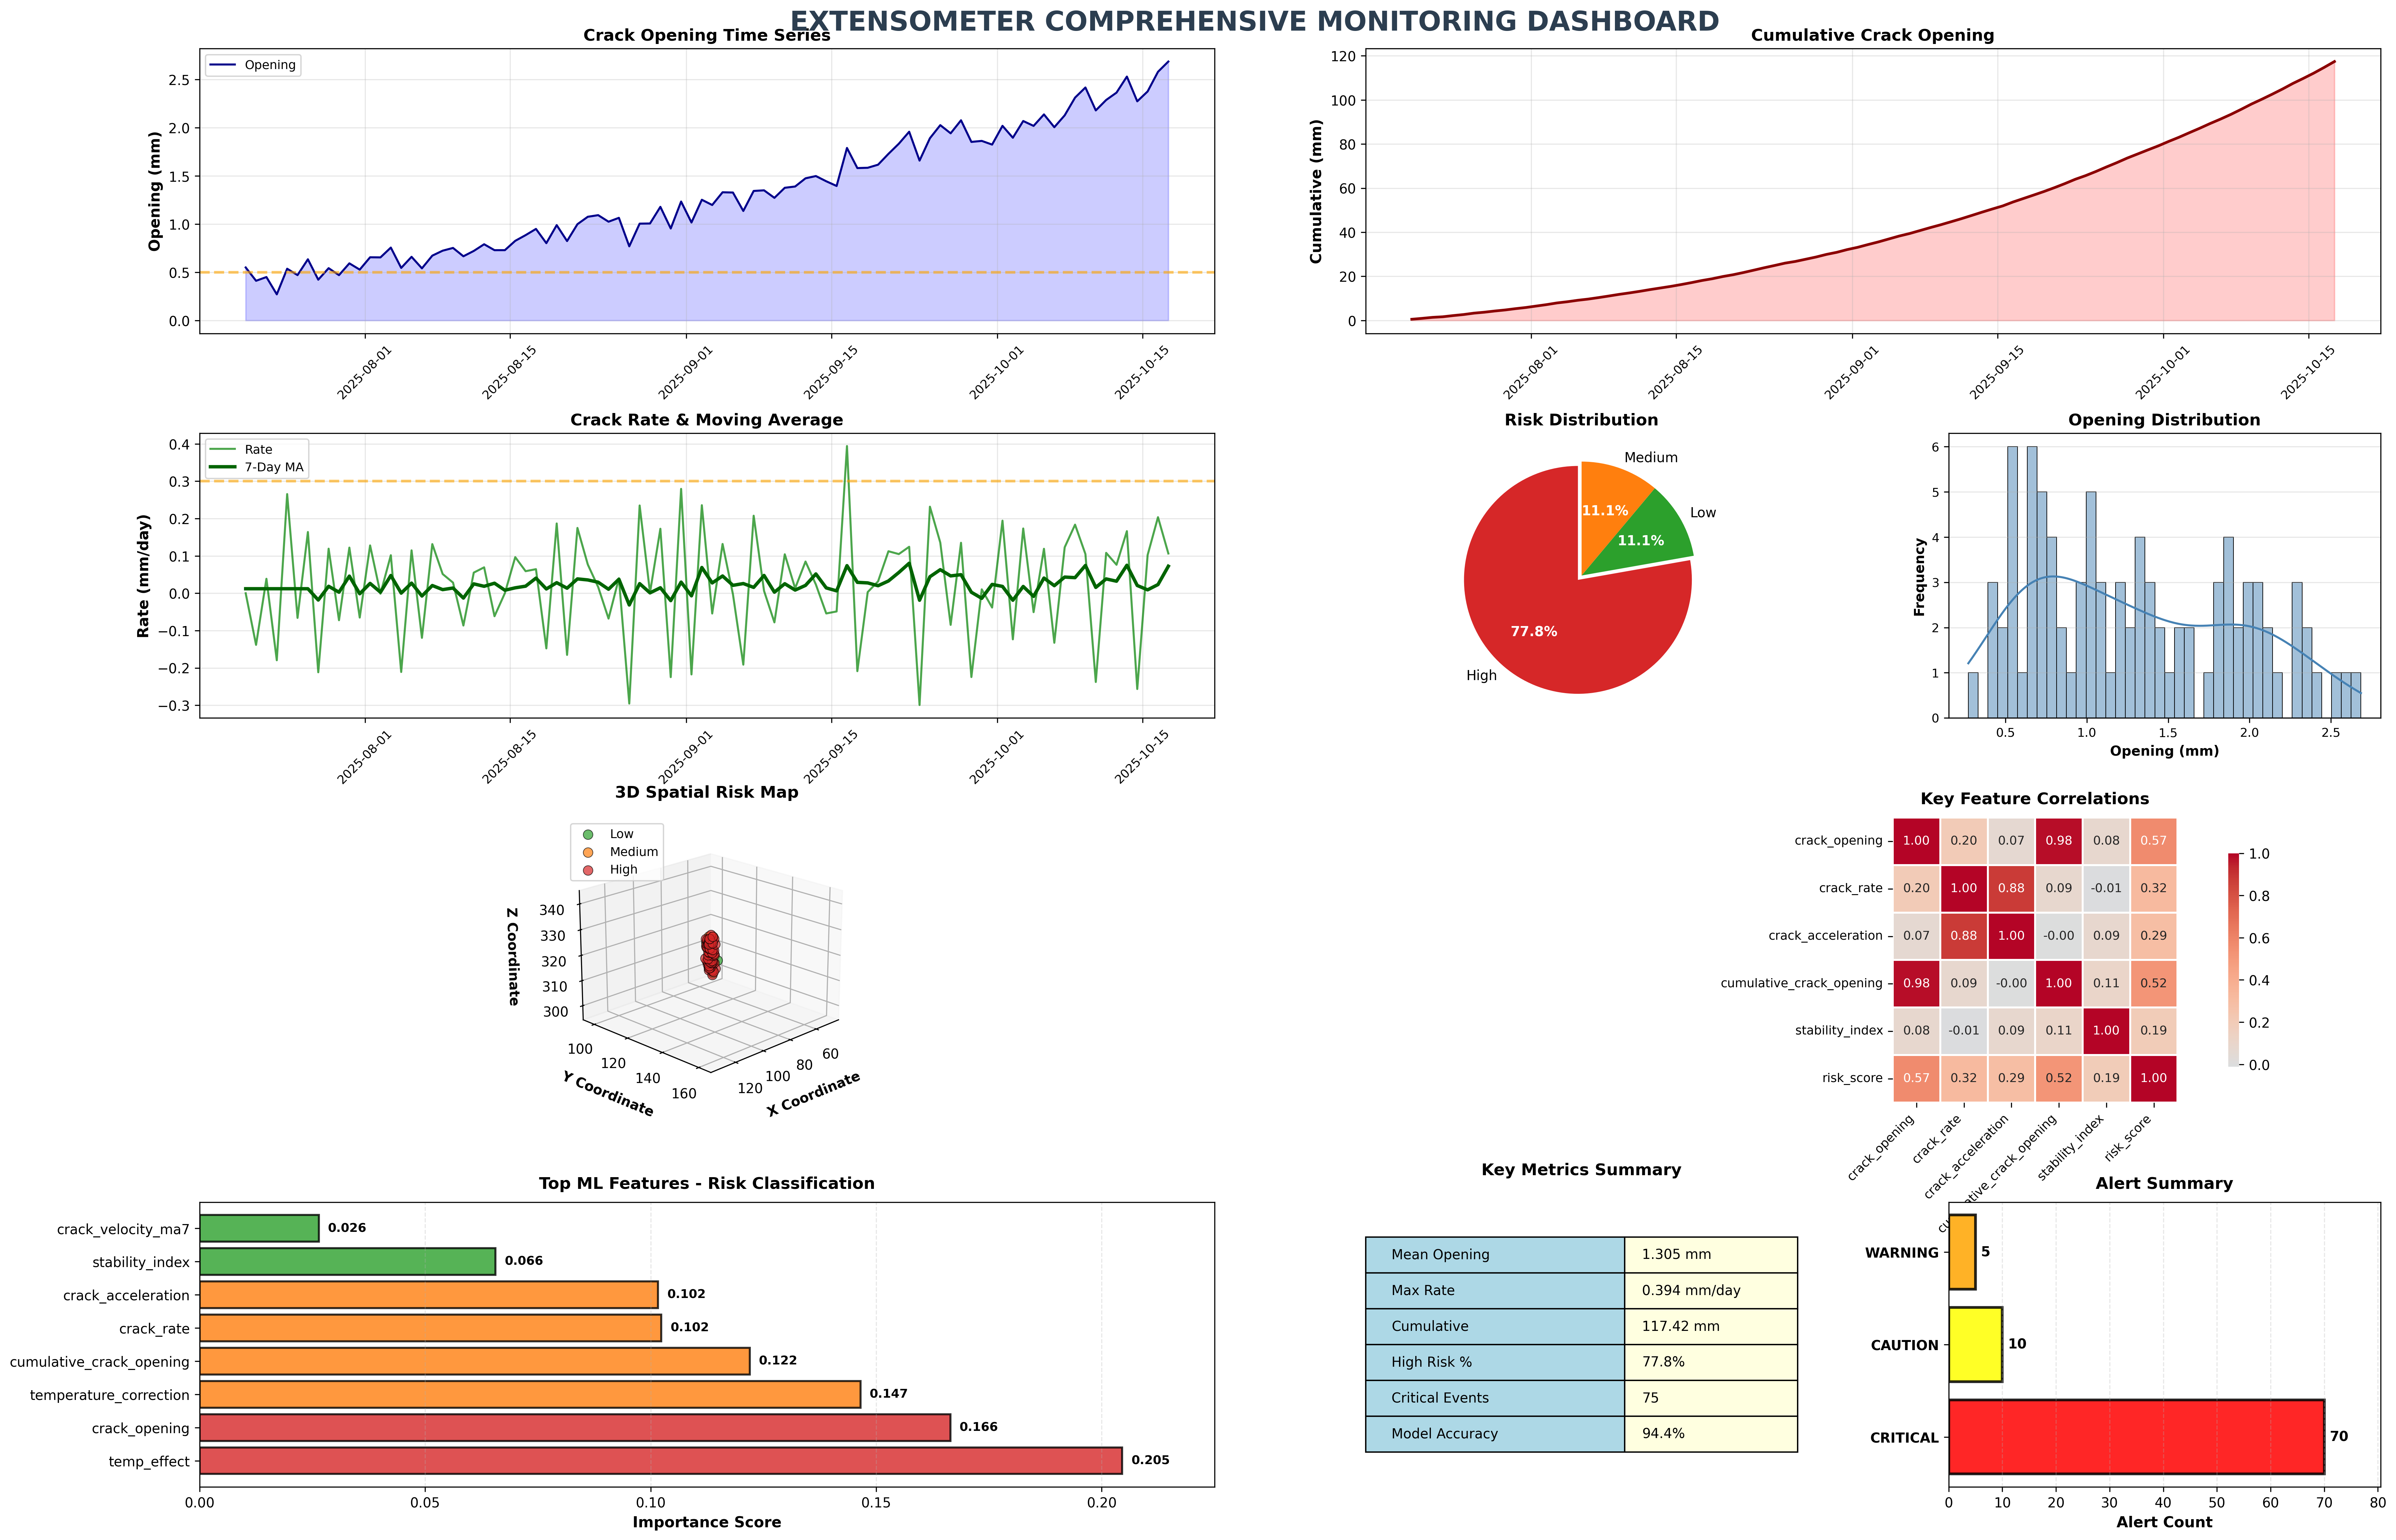 EXTENSOMETER COMPREHENSIVE MONITORING DASHBOARD
Crack Opening Time Series
Opening
Opening (mm)
2.5
2.0
1.5
1.0
0.5
0.0
2025-08-01
2025-08-15
2025-09-01
2025-09-15
2025-10-01
2025-10-15
Cumulative Crack Opening
Cumulative (mm)
120
100
80
60
40
20
0
2025-08-01
2025-08-15
2025-09-01
2025-09-15
2025-10-01
2025-10-15
Crack Rate & Moving Average
Rate
7-Day MA
Rate (mm/day)
0.4
0.3
0.2
0.1
0.0
−0.1
−0.2
−0.3
2025-08-01
2025-08-15
2025-09-01
2025-09-15
2025-10-01
2025-10-15
Risk Distribution
Medium
11.1%
Low
11.1%
77.8%
High
Opening Distribution
Frequency
6
5
4
3
2
1
0
0.5
1.0
1.5
2.0
2.5
Opening (mm)
3D Spatial Risk Map
Low
Medium
High
Z Coordinate
340
330
320
310
300
100
120
140
160
Y Coordinate
120
100
80
60
X Coordinate
Key Feature Correlations
crack_opening 1.00 0.20 0.07 0.98 0.08 0.57
crack_rate 0.20 1.00 0.88 0.09 -0.01 0.32
crack_acceleration 0.07 0.88 1.00 -0.00 0.09 0.29
cumulative_crack_opening 0.98 0.09 -0.00 1.00 0.11 0.52
stability_index 0.08 -0.01 0.09 0.11 1.00 0.19
risk_score 0.57 0.32 0.29 0.52 0.19 1.00
crack_opening
crack_rate
crack_acceleration
stability_index
risk_score
1.0
0.8
0.6
0.4
0.2
0.0
Top ML Features - Risk Classification
crack_velocity_ma7 0.026
stability_index 0.066
crack_acceleration 0.102
crack_rate 0.102
cumulative_crack_opening 0.122
temperature_correction 0.147
crack_opening 0.166
temp_effect 0.205
0.00
0.05
0.10
0.15
0.20
Importance Score
Key Metrics Summary
Mean Opening 1.305 mm
Max Rate 0.394 mm/day
Cumulative 117.42 mm
High Risk % 77.8%
Critical Events 75
Model Accuracy 94.4%
Alert Summary
WARNING 5
CAUTION 10
CRITICAL 70
0
10
20
30
40
50
60
70
80
Alert Count